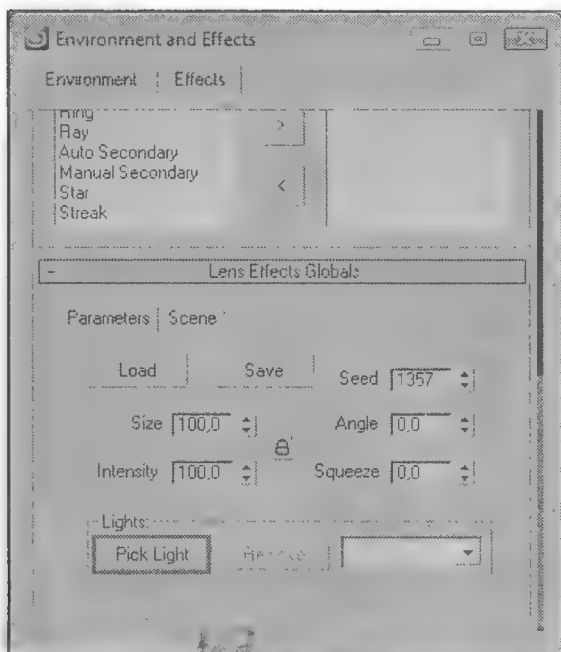 Environment and Effects
Environment Effects
Ring
Ray
> 
Auto Secondary
Manual Secondary
<
Star
Streak
- Lens Effects Globals
Parameters Scene
Load Save Seed 1357
Size 100,0 Angle 0,0
Intensity 100,0 Squeeze 0,0
Lights:
Pick Light Remove